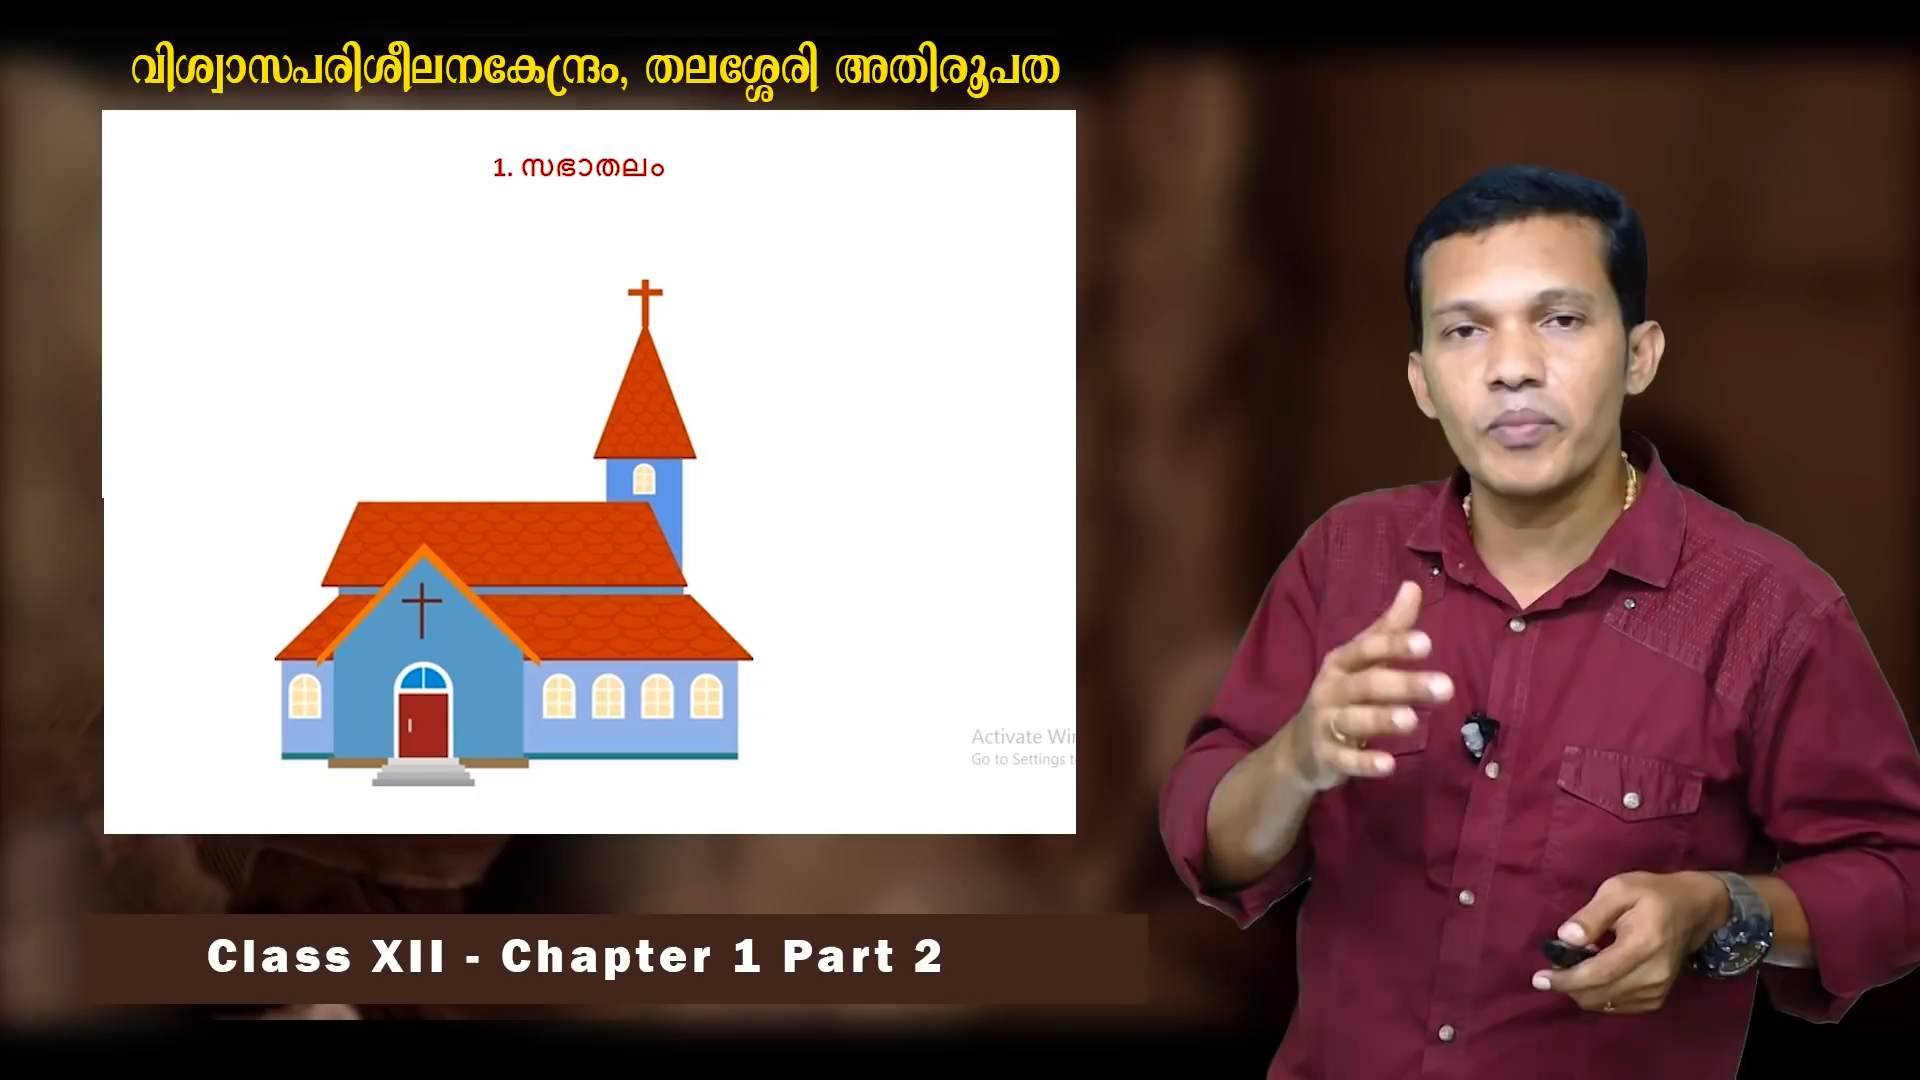 വിശ്വാസപരിശീലനകേന്ദ്രം, തലശ്ശേരി അതിരൂപത
1. സഭാതലം
Activate Wi
Go to Settings t
Class XII - Chapter 1 Part 2